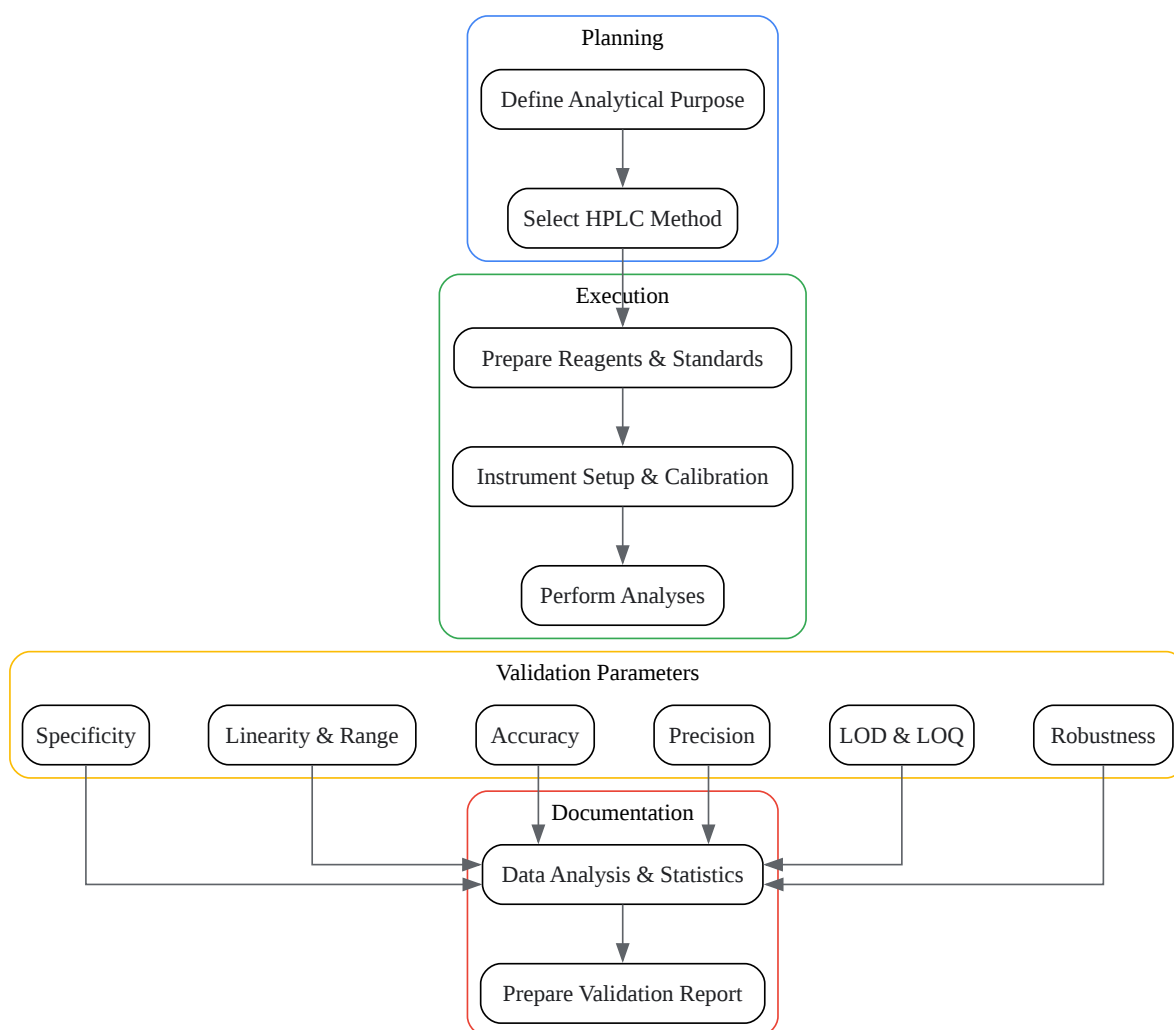 Planning
Define Analytical Purpose
Select HPLC Method
Execution
Prepare Reagents & Standards
Instrument Setup & Calibration
Perform Analyses
Validation Parameters
Specificity
Linearity & Range
Accuracy
Precision
LOD & LOQ
Robustness
Documentation
Data Analysis & Statistics
Prepare Validation Report